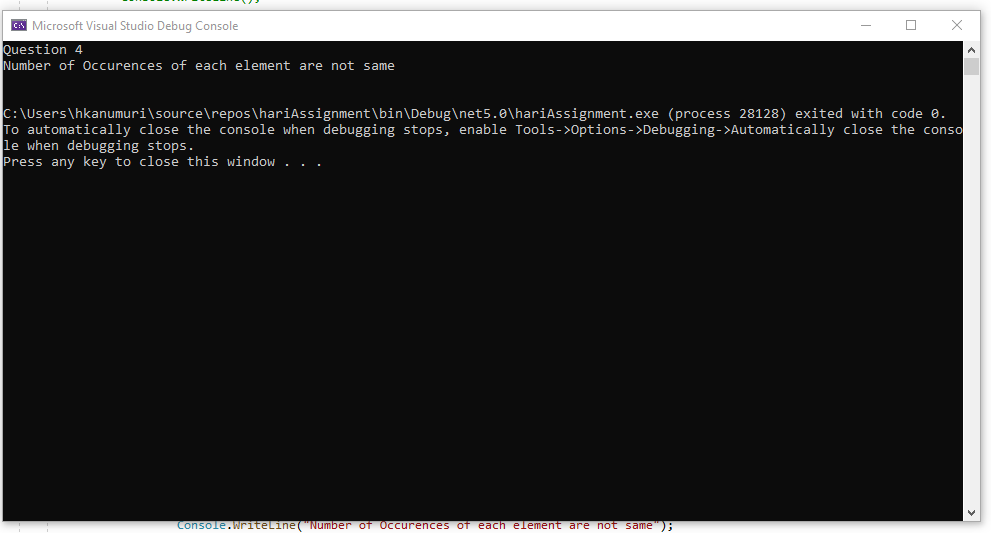 Microsoft Visual Studio Debug Console
Question 4
Number of Occurences of each element are not same
C:\Users\hkanumuri\source\repos\hariAssignment\bin\Debug\net5.0\hariAssignment.exe (process 28128) exited with code 0.
To automatically close the console when debugging stops, enable Tools->Options->Debugging->Automatically close the conso
le when debugging stops.
Press any key to close this window . . .
Console.WriteLine("Number of Occurences of each element are not same");